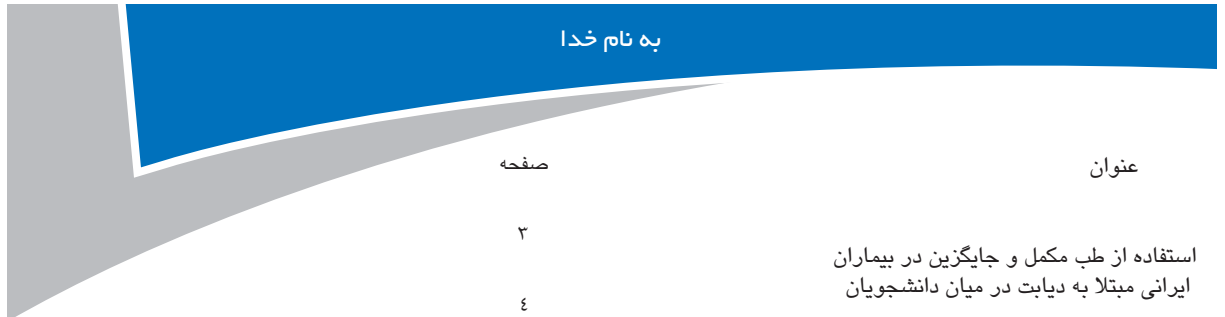 به نام خدا
عنوان
صفحه
۳
استفاده از طب مکمل و جایگزین در بیماران
ایرانی مبتلا به دیابت در میان دانشجویان
٤